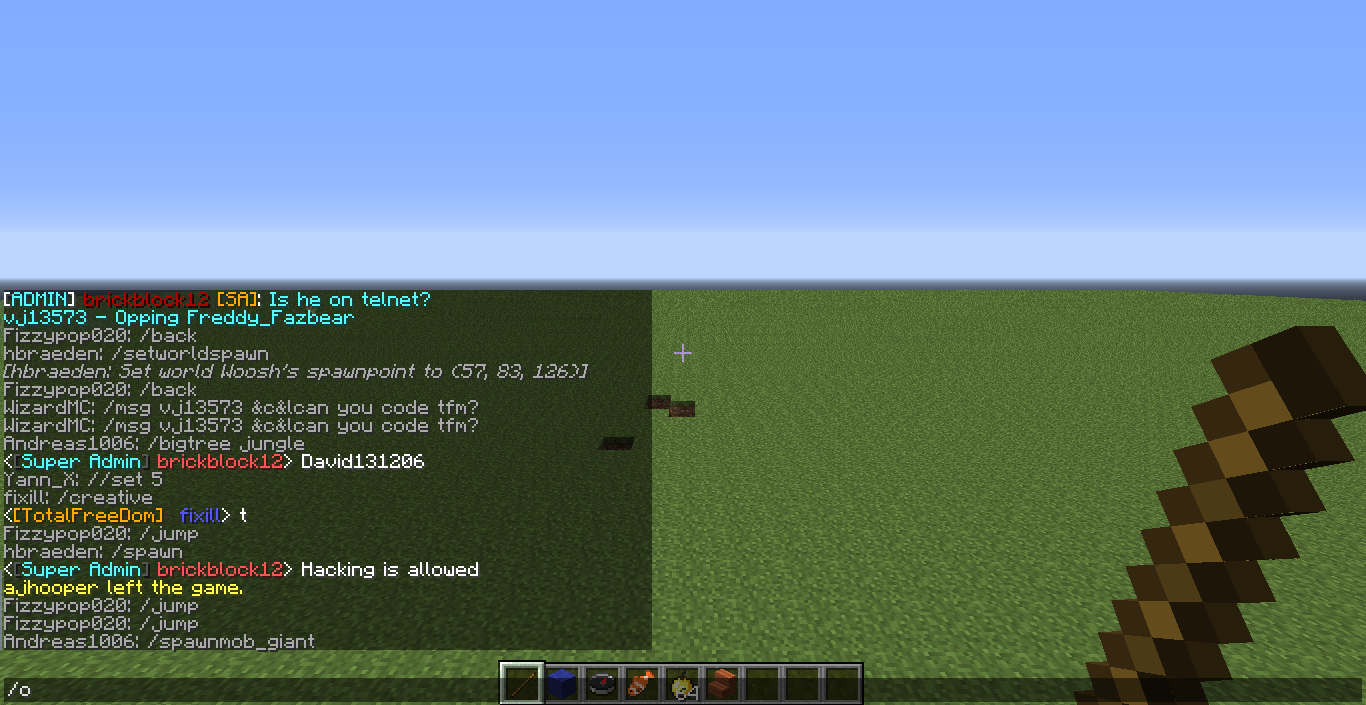 [ADMIN] brickblock12 [SA]: Is he on telnet?
vj13573 - Opping Freddy_Fazbear
Fizzypop020: /back
hbraeden: /setworldspawn
[hbraeden: Set world Woosh's spawnpoint to (57, 83, 126)]
Fizzypop020: /back
WizardMC: /msg vj13573 &c&lcan you code tfm?
WizardMC: /msg vj13573 &c&lcan you code tfm?
Andreas1006: /bigtree jungle
<[Super Admin] brickblock12> David131206
Yann_X: //set 5
fixill: /creative
<[TotalFreeDom] fixill> t
Fizzypop020: /.jump
hbraeden: /spawn
<[Super Admin] brickblock12> Hacking is allowed
ajhooper left the game.
Fizzypop020: /.jump
Fizzypop020: /.jump
Andreas1006: /spawnmob_giant
64
/o